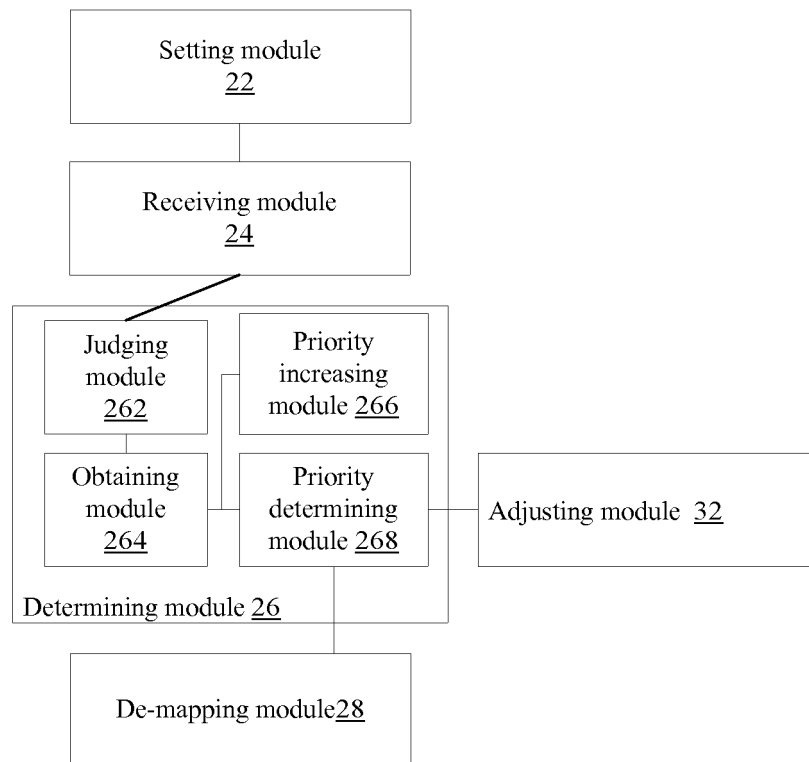 Setting module
22
Receiving module
24
Judging
module
262
Priority
increasing
module 266
Obtaining
module
264
Priority
determining
module 268
Adjusting module 32
Determining module 26
De-mapping module28